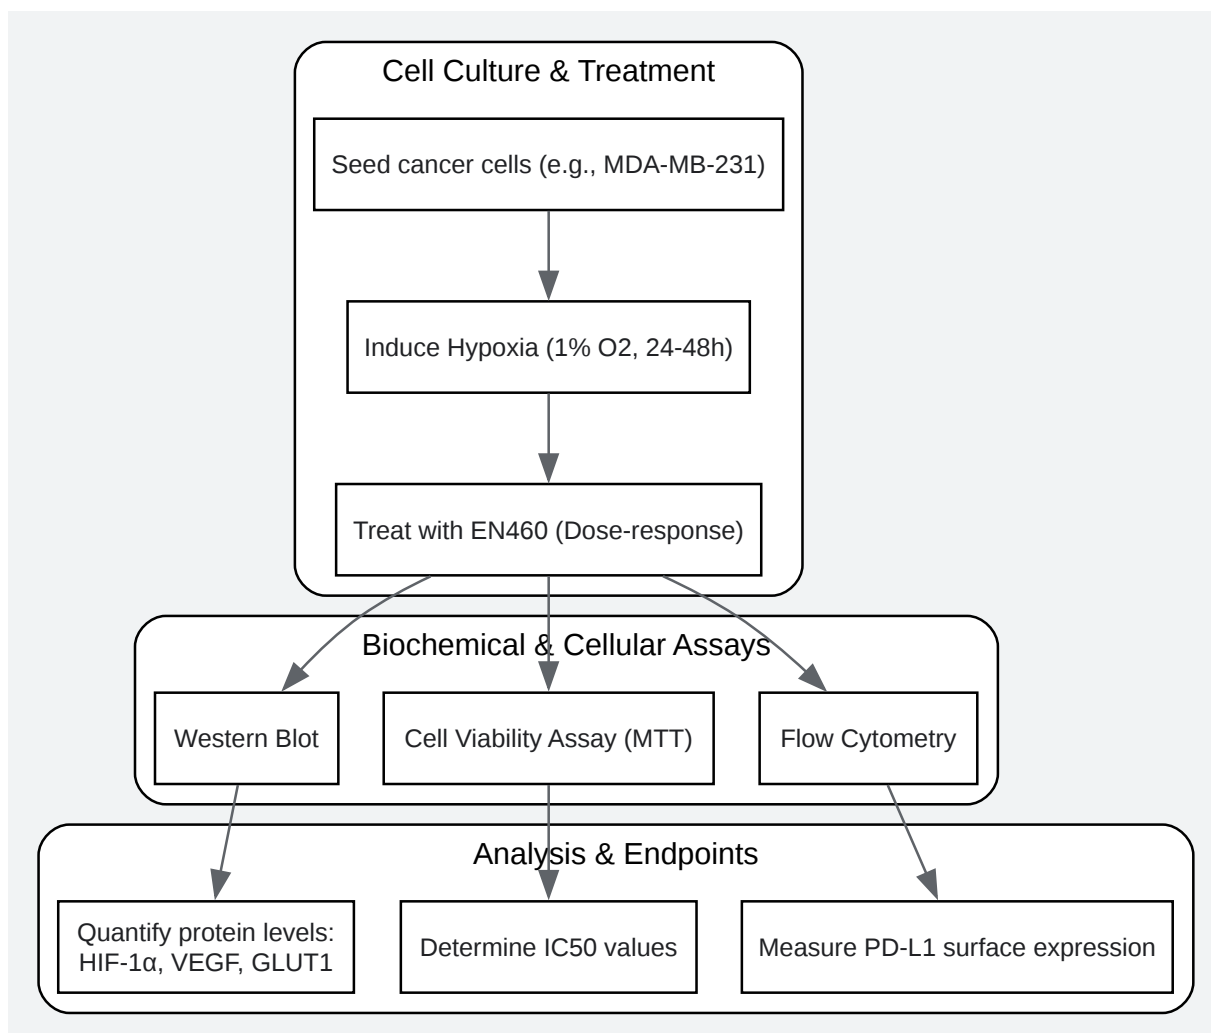 Cell Culture & Treatment
Seed cancer cells (e.g., MDA-MB-231)
Induce Hypoxia (1% O2, 24-48h)
Treat with EN460 (Dose-response)
Biochemical & Cellular Assays
Western Blot
Cell Viability Assay (MTT)
Flow Cytometry
Analysis & Endpoints
Quantify protein levels:
HIF-1α, VEGF, GLUT1
Determine IC50 values
Measure PD-L1 surface expression